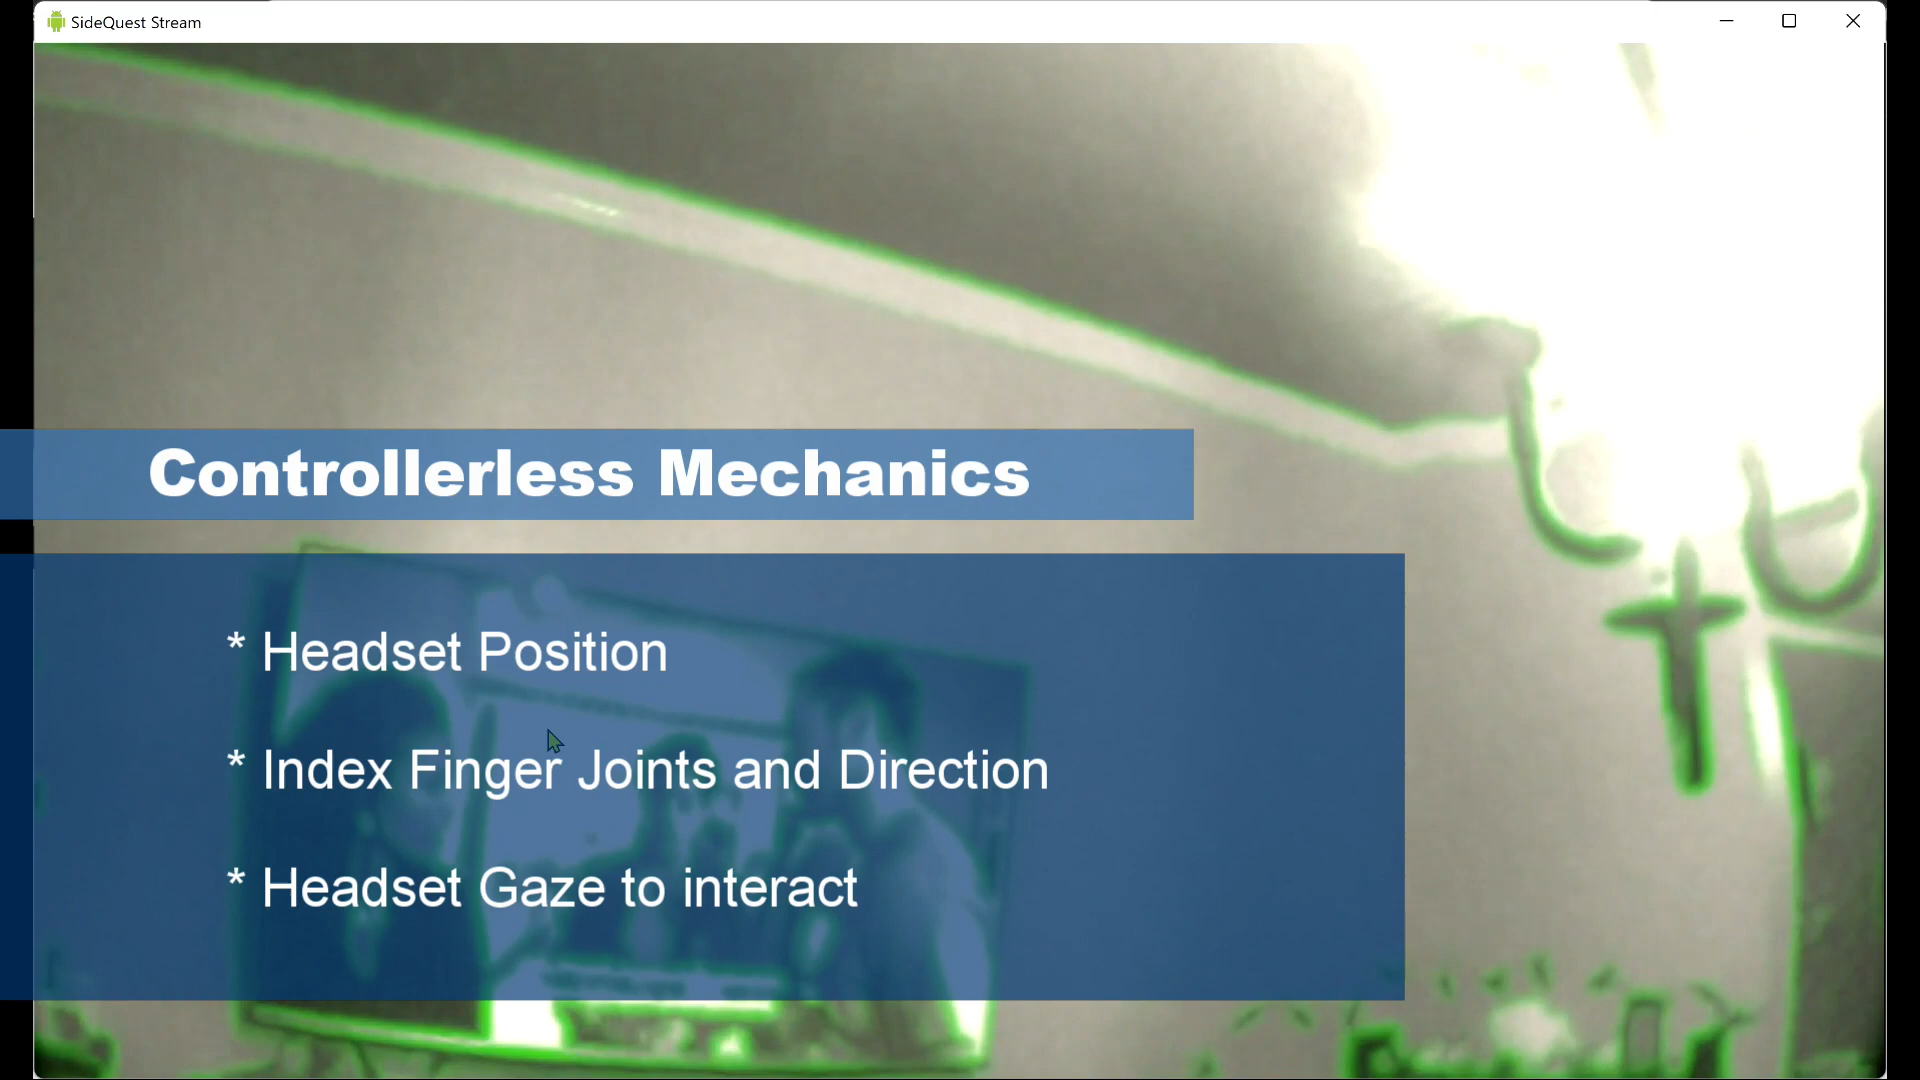 SideQuest Stream
Controllerless Mechanics
* Headset Position
* Index Finger Joints and Direction
* Headset Gaze to interact